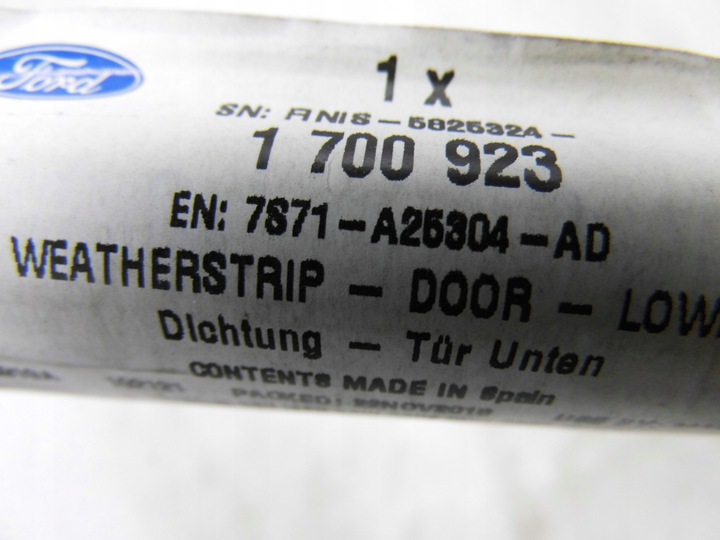 Ford
1 x
SN: FINIS - 582532A -
1 700 923
EN: 7S71-A25304-AD
WEATHERSTRIP - DOOR - LOW
Dichtung - Tür Unten
CONTENTS MADE IN Spain
PACKED: